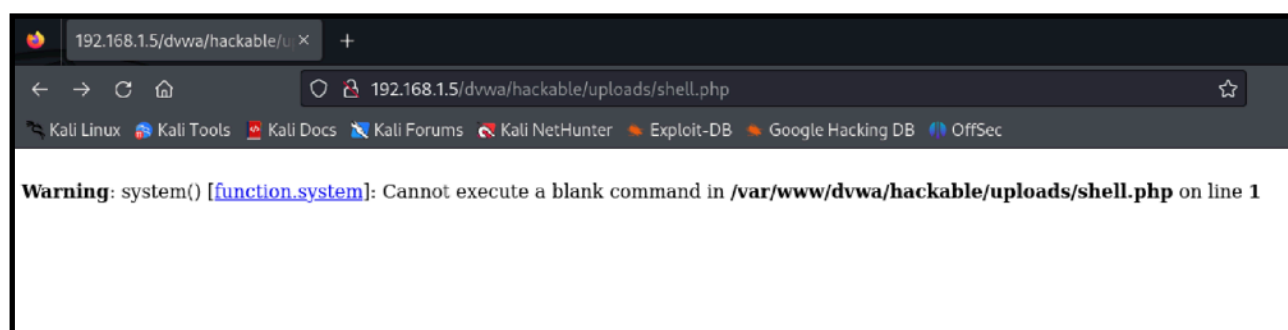 192.168.1.5/dvwa/hackable/u
192.168.1.5/dvwa/hackable/uploads/shell.php
Kali Linux Kali Tools Kali Docs Kali Forums Kali NetHunter Exploit-DB Google Hacking DB OffSec
Warning: system() [function.system]: Cannot execute a blank command in /var/www/dvwa/hackable/uploads/shell.php on line 1